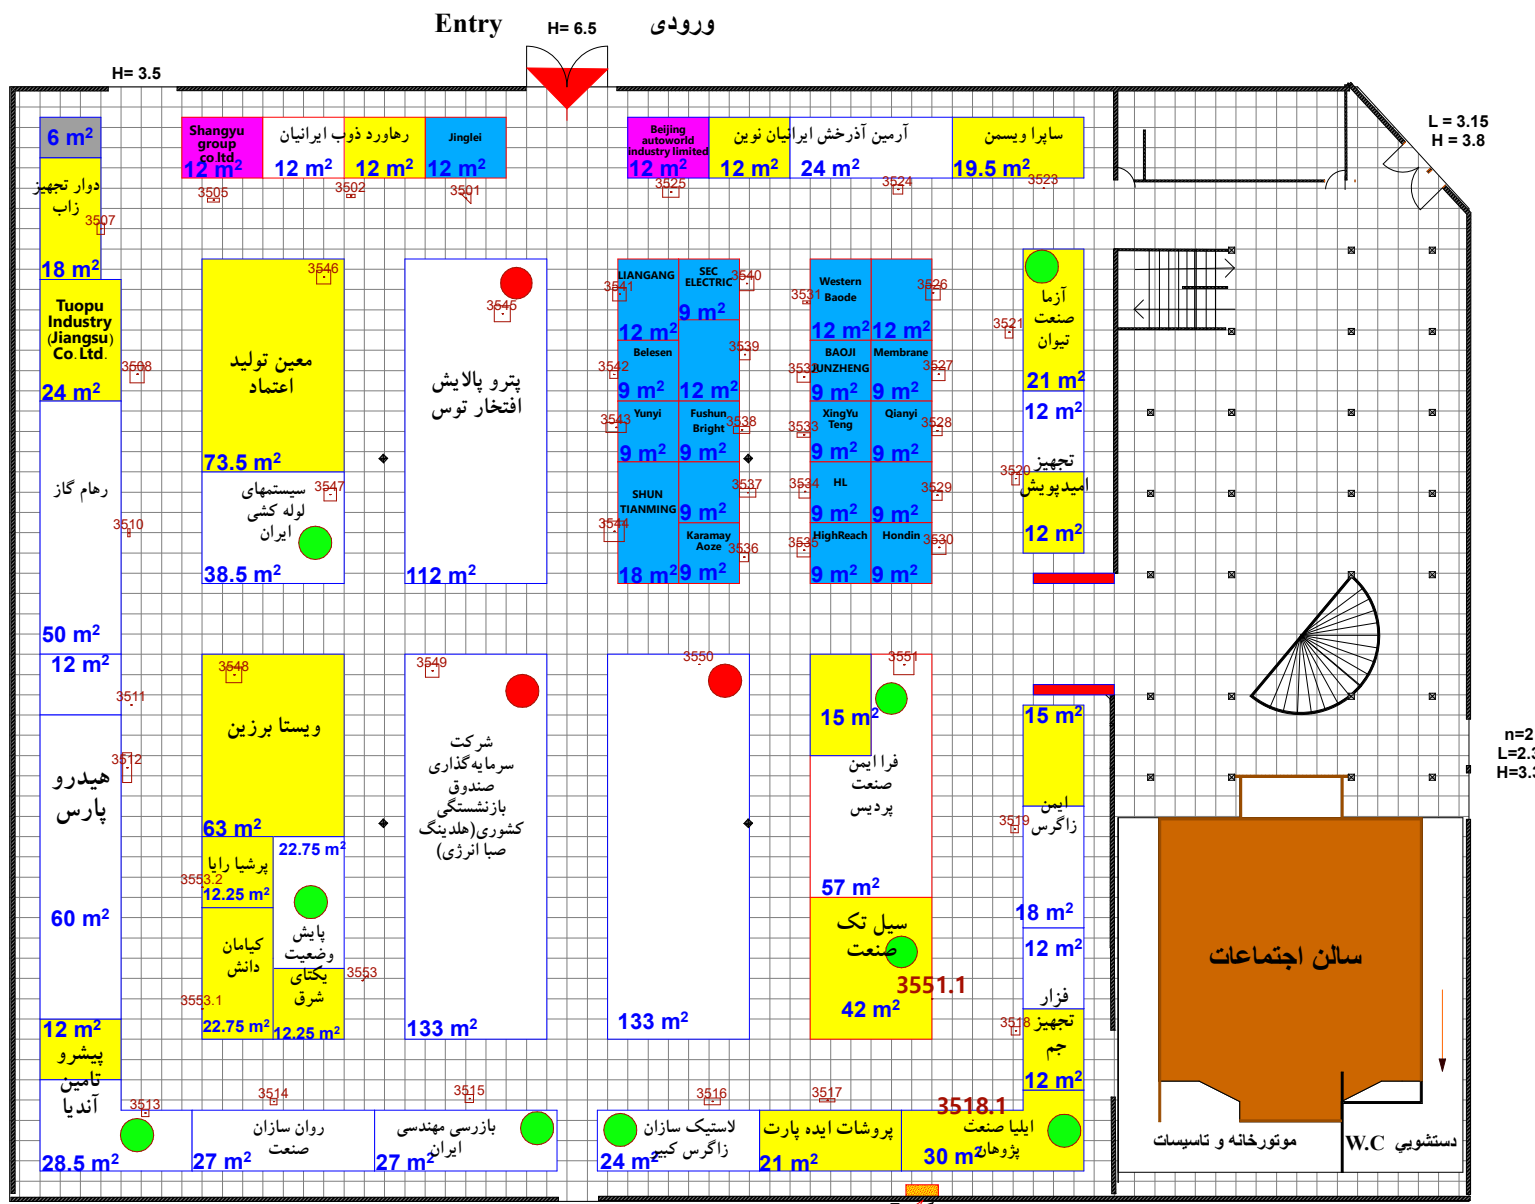 Entry
H= 6.5
ورودی
H= 3.5
L = 3.15
H = 3.8
6 m²
Shangyu
group
co.ltd.
12 m²
12 m²
رهاورد ذوب ایرانیان
12 m²
Jinglei
12 m²
Beijing
autoworld
industry limited
12 m²
12 m²
آرمین آذرخش ایرانیان نوین
24 m²
ساپرا ویسمن
19.5 m²
3505
3502
3501
3525
3524
3523
دوار تجهیز
زاب
3507
18 m²
Tuopu
Industry
(Jiangsu)
Co.Ltd.
24 m²
3508
رهام گاز
3510
50 m²
12 m²
3511
3512
هیدرو
پارس
60 m²
12 m²
پیشرو
تامین
آندیا
3513
28.5 m²
3546
معین تولید
اعتماد
73.5 m²
3547
سیستمهای
لوله کشی
ایران
38.5 m²
3545
پترو پالایش
افتخار توس
112 m²
LIANGANG
3541
12 m²
SEC
ELECTRIC
3540
9 m²
Belesen
3542
9 m²
3539
12 m²
Yunyi
3543
9 m²
Fushun
Bright
3538
9 m²
SHUN
TIANMING
3544
18 m²
3537
9 m²
Karamay
Aoze
3536
9 m²
Western
Baode
3531
12 m²
3526
12 m²
BAOJI
JUNZHENG
3532
9 m²
Membrane
3527
9 m²
XingYu
Teng
3533
9 m²
Qianyi
3528
9 m²
HL
3534
9 m²
3529
9 m²
HighReach
3535
9 m²
Hondin
3530
9 m²
آزما
صنعت
تیوان
3521
21 m²
12 m²
تجهیز
3520
امیدپویش
12 m²
3548
ویستا برزین
63 m²
22.75 m²
پرشیا رایا
3553.2
12.25 m²
پایش
وضعیت
کیامان
دانش
3553.1
22.75 m²
یکتای
شرق
3553
12.25 m²
3549
شرکت
سرمایه گذاری
صندوق
بازنشستگی
کشوری(هلدینگ
صبا انرژی)
133 m²
3550
133 m²
3551
15 m²
فرا ایمن
صنعت
پردیس
57 m²
سیل تک
صنعت
3551.1
42 m²
15 m²
ایمن
زاگرس
3519
18 m²
12 m²
فزار
3518
تجهیز
جم
12 m²
3514
روان سازان
صنعت
27 m²
3515
بازرسی مهندسی
ایران
27 m²
3516
لاستیک سازان
زاگرس کبیر
24 m²
3517
پروشات ایده پارت
21 m²
3518.1
ایلیا صنعت
پژوهان
30 m²
n=2
L=2.3
H=3.3
سالن اجتماعات
موتورخانه و تاسیسات
دستشویی W.C